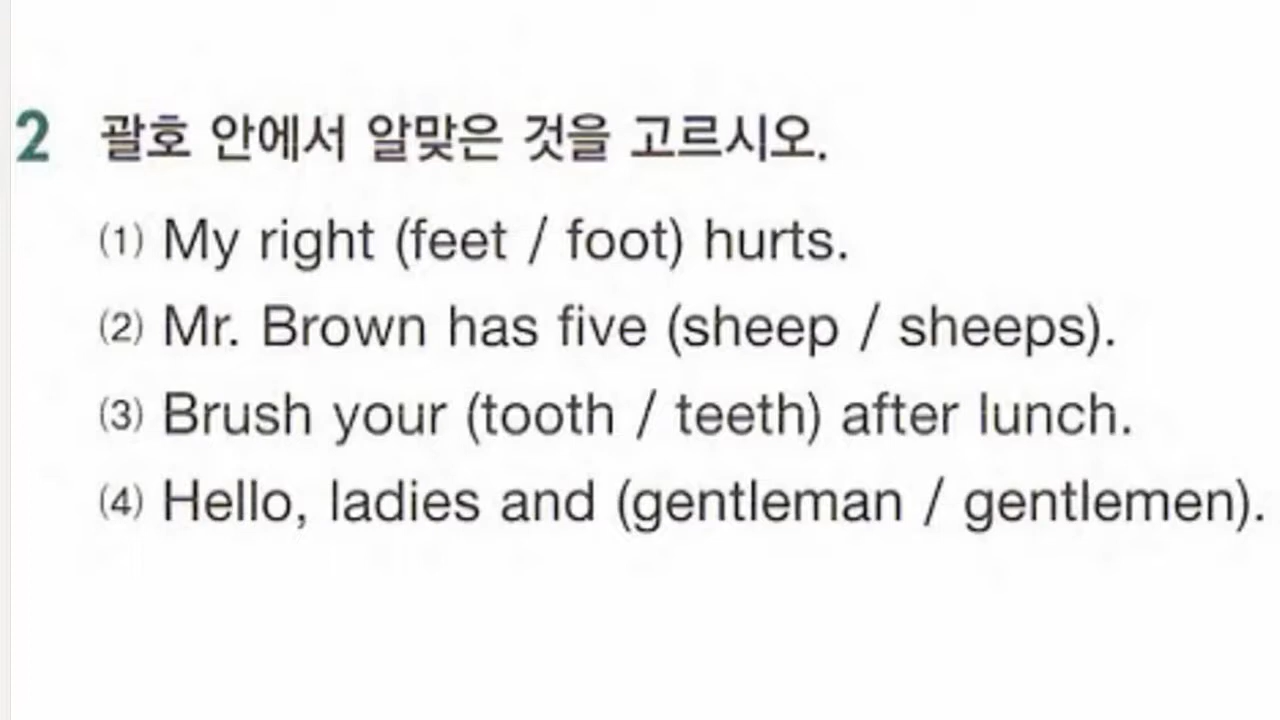 2 괄호 안에서 알맞은 것을 고르시오.
(1) My right (feet / foot) hurts.
(2) Mr. Brown has five (sheep / sheeps).
(3) Brush your (tooth / teeth) after lunch.
(4) Hello, ladies and (gentleman / gentlemen).